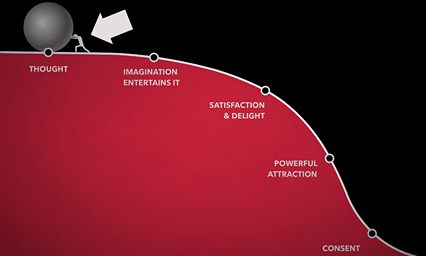 THOUGHT
IMAGINATION
ENTERTAINS IT
SATISFACTION
& DELIGHT
POWERFUL
ATTRACTION
CONSENT